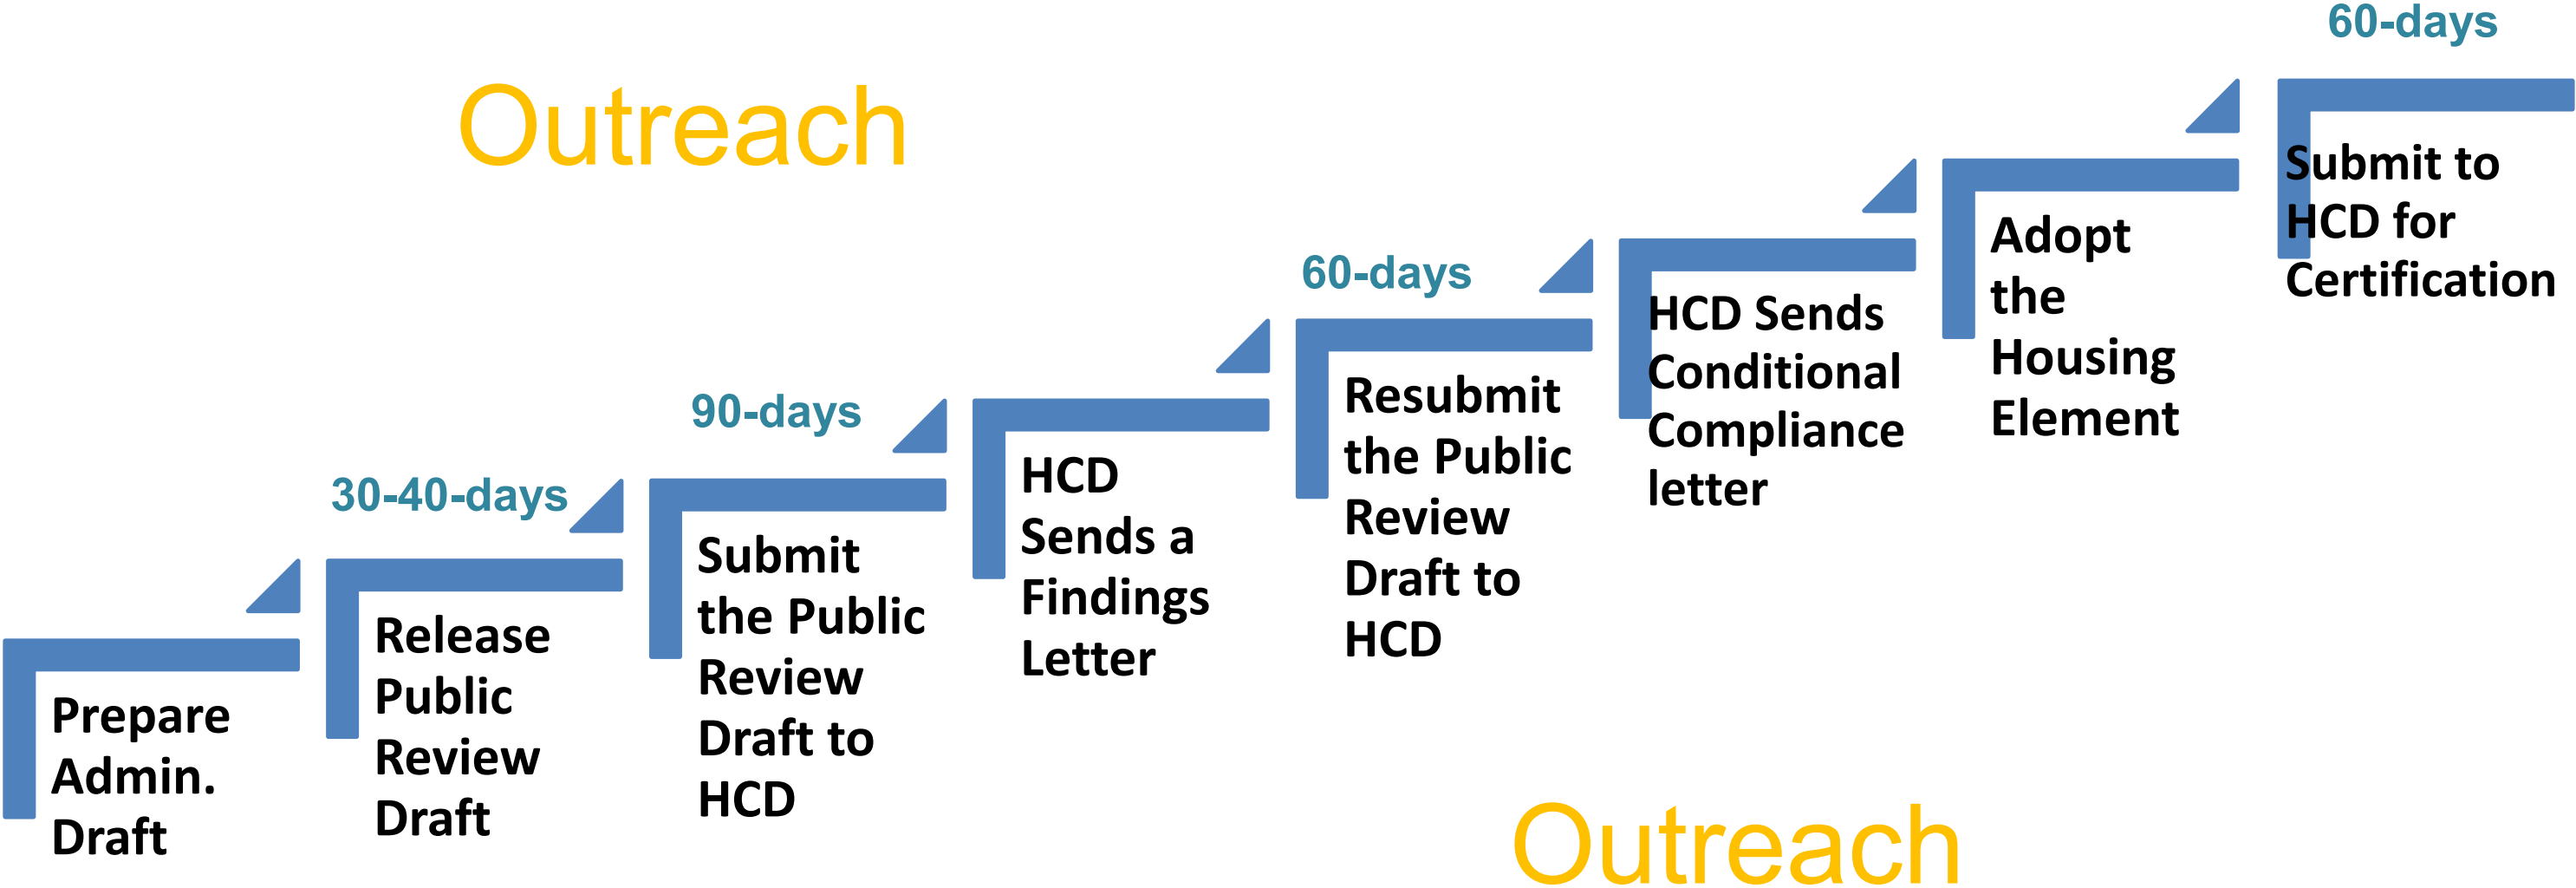 Outreach
Prepare
Admin.
Draft
30-40-days
Release
Public
Review
Draft
90-days
Submit
the Public
Review
Draft to
HCD
HCD
Sends a
Findings
Letter
60-days
Resubmit
the Public
Review
Draft to
HCD
HCD Sends
Conditional
Compliance
letter
Adopt
the
Housing
Element
60-days
Submit to
HCD for
Certification
Outreach